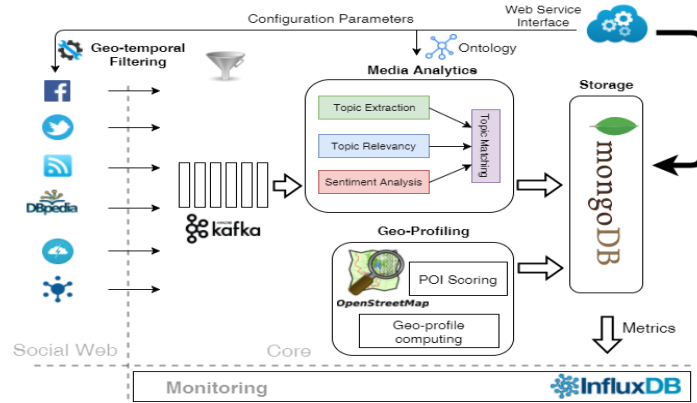 Configuration Parameters
Web Service
Interface
Geo-temporal
Filtering
Ontology
Media Analytics
Storage
Topic Extraction
Topic Relevancy
Sentiment Analysis
Topic Matching
DBpedia
kafka
mongoDB
Geo-Profiling
POI Scoring
OpenStreetMap
Geo-profile
computing
Metrics
Social Web
Core
Monitoring
InfluxDB